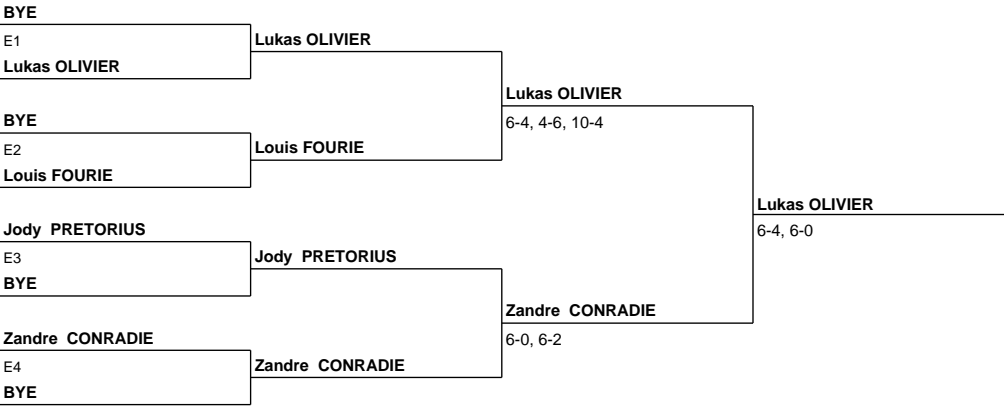 BYE
E1
Lukas OLIVIER
BYE
E2
Louis FOURIE
Jody PRETORIUS
E3
BYE
Zandre CONRADIE
E4
BYE
Lukas OLIVIER
Louis FOURIE
Jody PRETORIUS
Zandre CONRADIE
Lukas OLIVIER
6-4, 4-6, 10-4
Zandre CONRADIE
6-0, 6-2
Lukas OLIVIER
6-4, 6-0